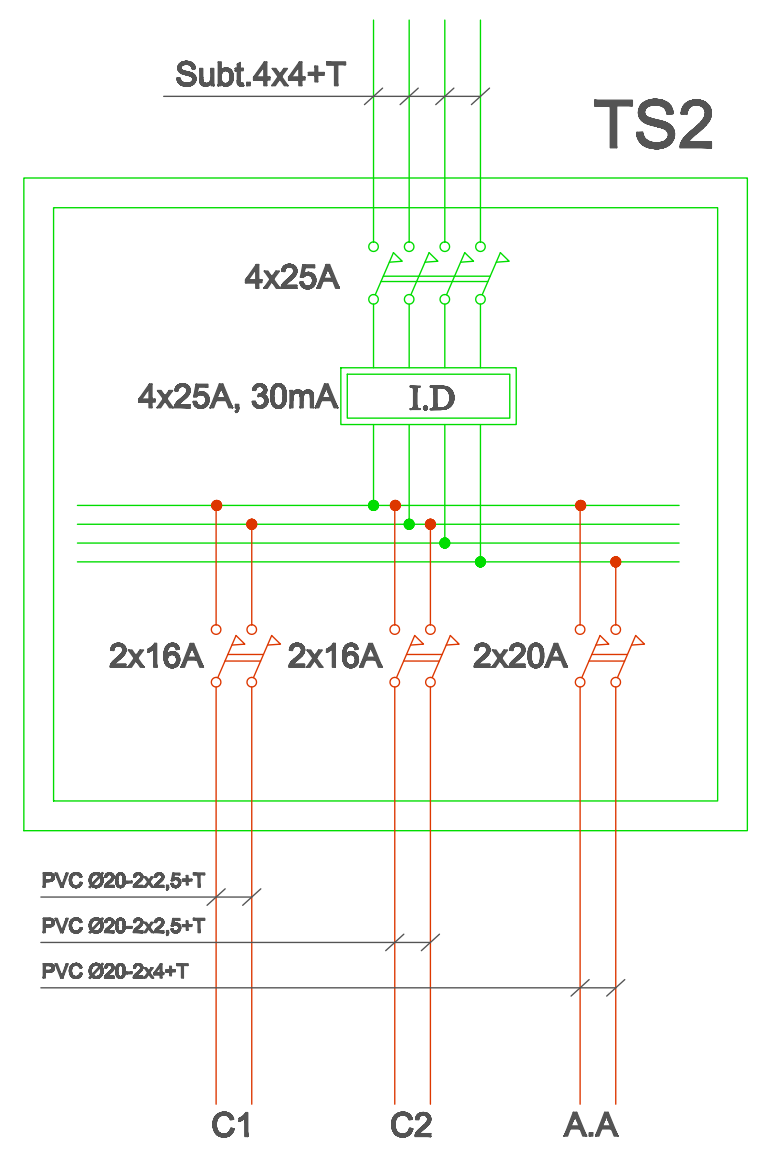 Subt.4x4+T
TS2
4x25A
4x25A, 30mA
I.D
2x16A
2x16A
2x20A
PVC Ø20-2x2,5+T
PVC Ø20-2x2,5+T
PVC Ø20-2x4+T
C1
C2
A.A